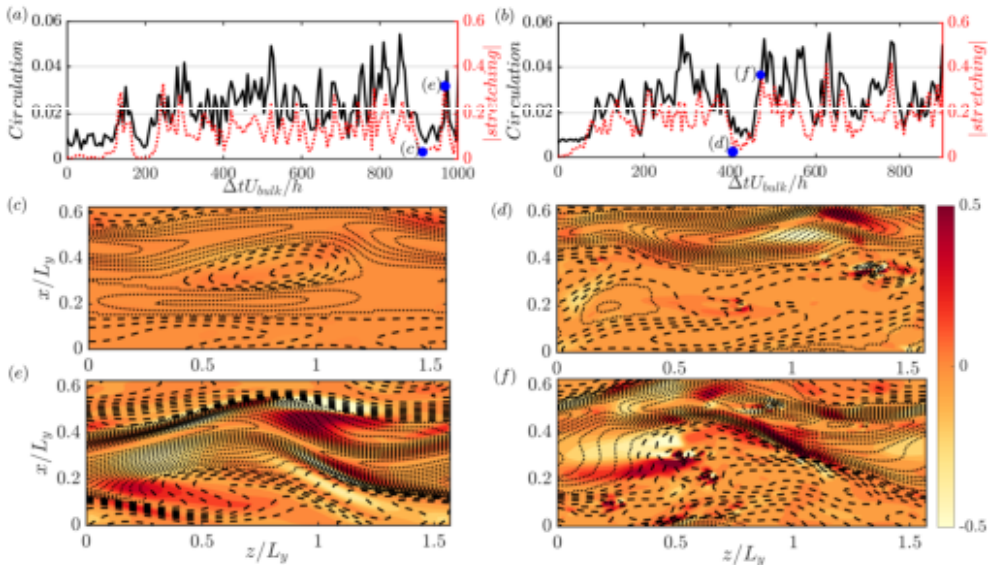 (a) (b)
0.06 0.6 0.06 0.6
0.04 0.4 0.04 0.4
0.02 0.2 0.02 0.2
0 0 0 0
Circulation |stretching| Circulation |stretching|
(e) (c) (f) (d)
0 200 400 600 800 1000 0 200 400 600 800
ΔtU_bulk/h ΔtU_bulk/h
(c) (d)
0.6 0.6 0.5
0.4 0.4
x/L_y
0.2 0.2
0 0
0 0.5 1 1.5 0 0.5 1 1.5 0
(e) (f)
0.6 0.6
0.4 0.4
x/L_y
0.2 0.2
0 0 -0.5
0 0.5 1 1.5 0 0.5 1 1.5
z/L_y z/L_y